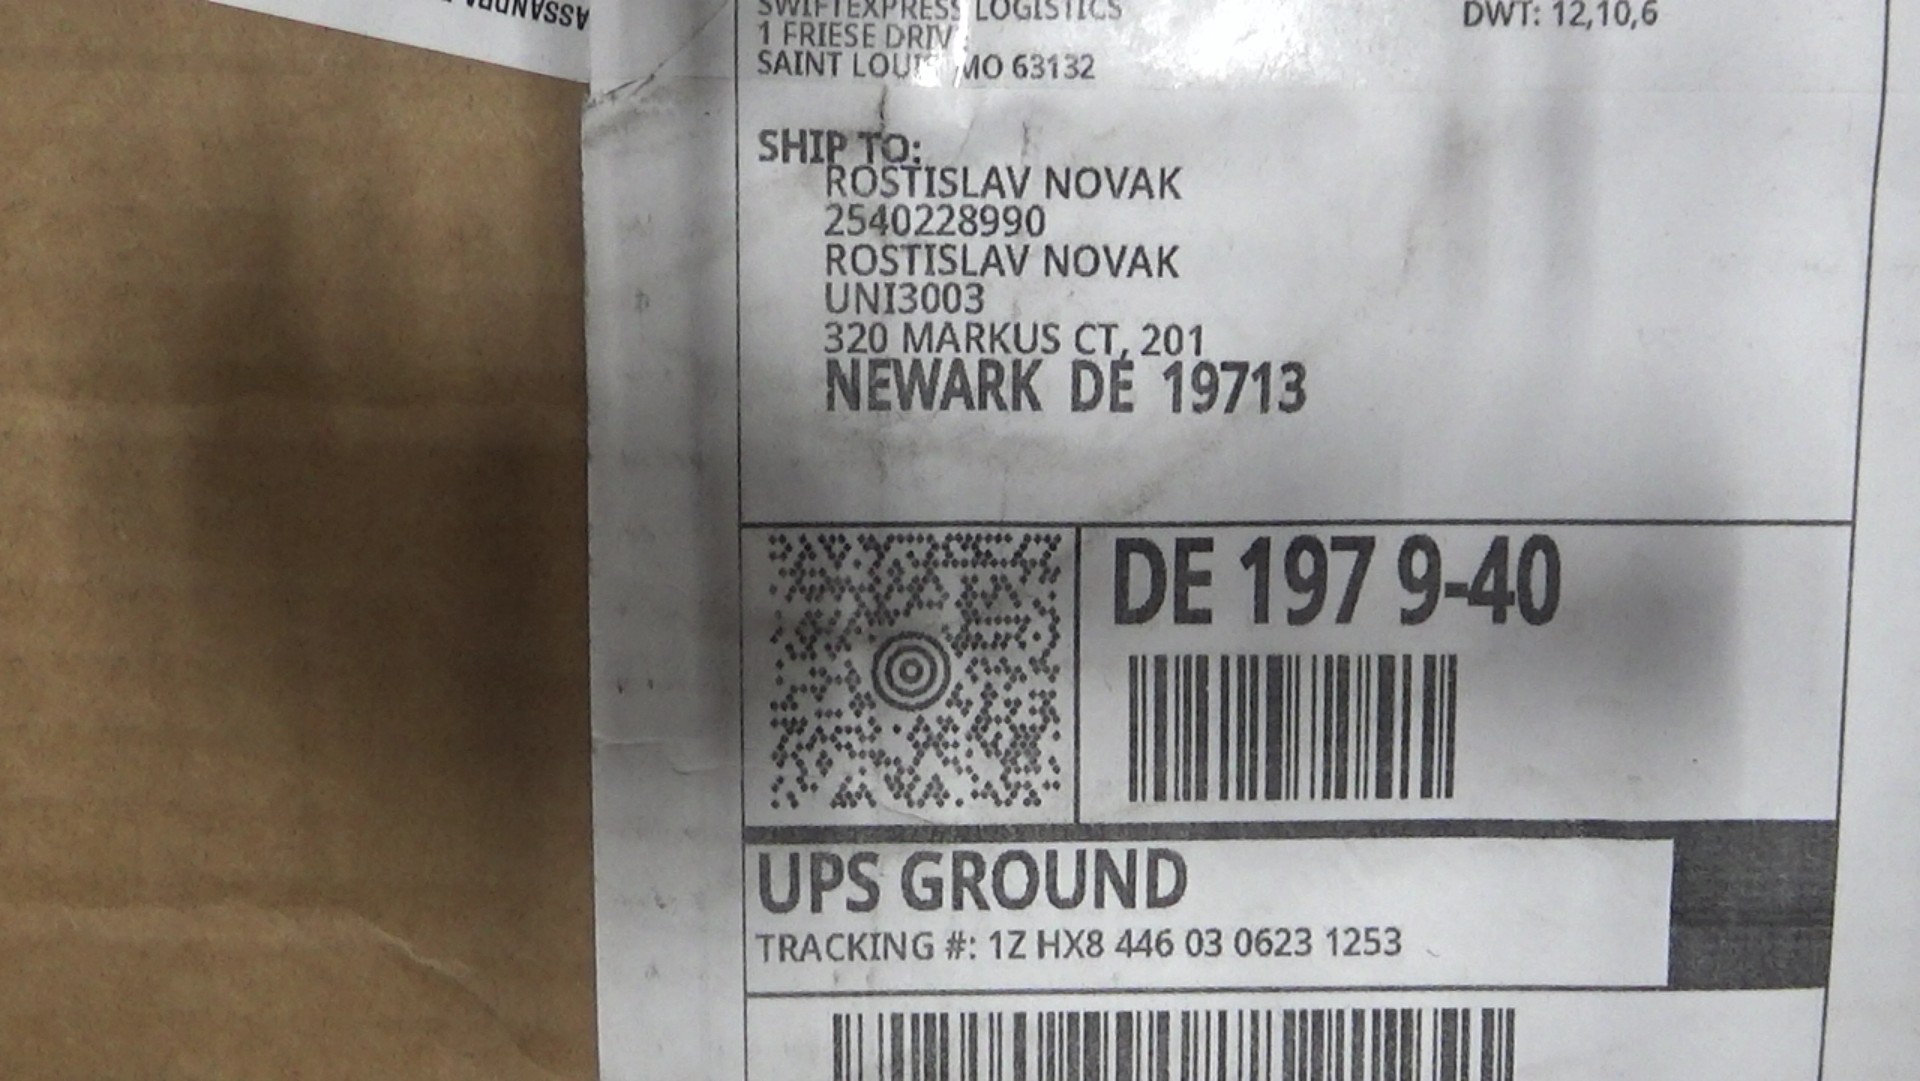 SWIFTEXPRESS LOGISTICS
1 FRIESE DRIV
SAINT LOUIS MO 63132
DWT: 12,10,6
SHIP TO:
ROSTISLAV NOVAK
2540228990
ROSTISLAV NOVAK
UNI3003
320 MARKUS CT, 201
NEWARK DE 19713
DE 197 9-40
UPS GROUND
TRACKING #: 1Z HX8 446 03 0623 1253